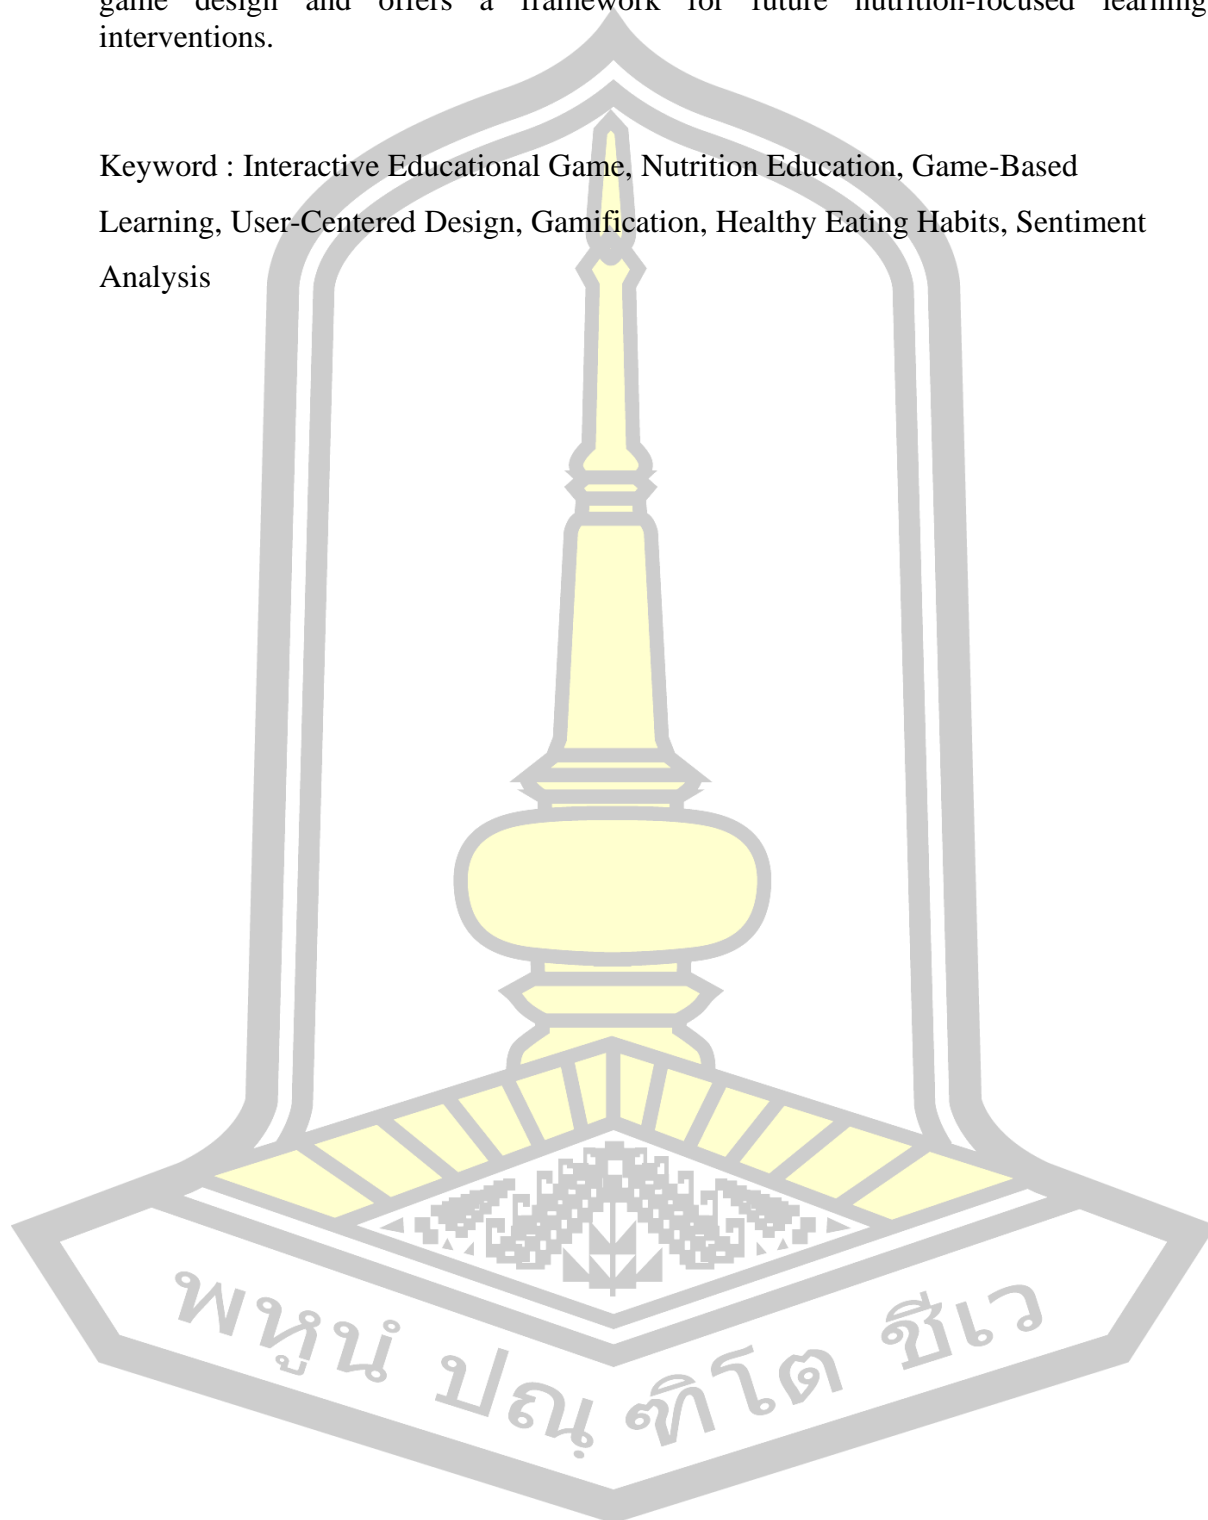 game design and offers a framework for future nutrition-focused learning
interventions.
Keyword : Interactive Educational Game, Nutrition Education, Game-Based
Learning, User-Centered Design, Gamification, Healthy Eating Habits, Sentiment
Analysis
พหูนํ ปณฺ ฑิโต ชีเว